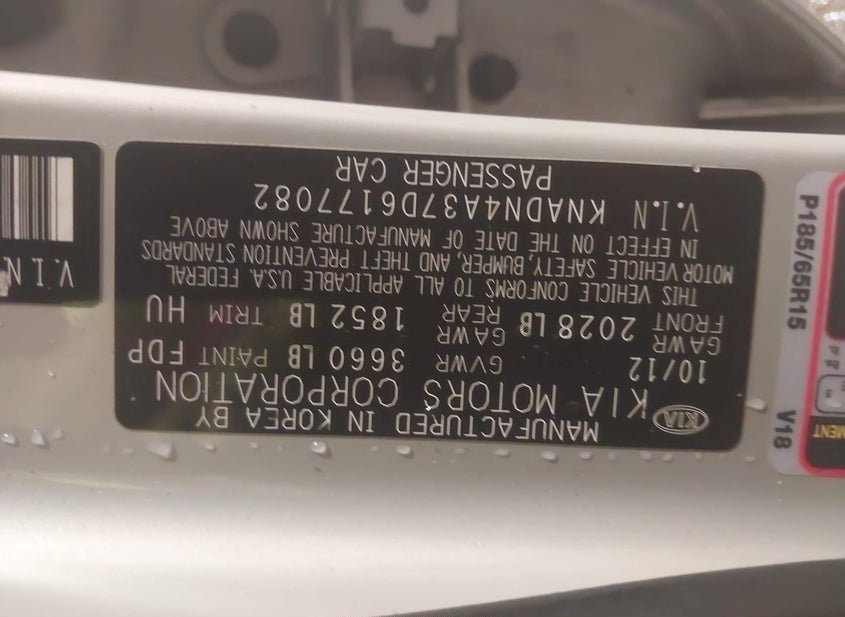 KIA
MANUFACTURED IN KOREA BY
KIA MOTORS CORPORATION
10/12 GVWR 3660 LB PAINT FDP
FRONT GAWR 2028 LB REAR GAWR 1852 LB TRIM HU
THIS VEHICLE CONFORMS TO ALL APPLICABLE U.S.A. FEDERAL
MOTOR VEHICLE SAFETY, BUMPER, AND THEFT PREVENTION STANDARDS
IN EFFECT ON THE DATE OF MANUFACTURE SHOWN ABOVE
V.I.N KNADN4A37D6177082
PASSENGER CAR
V.I.N
V18
P185/65R15